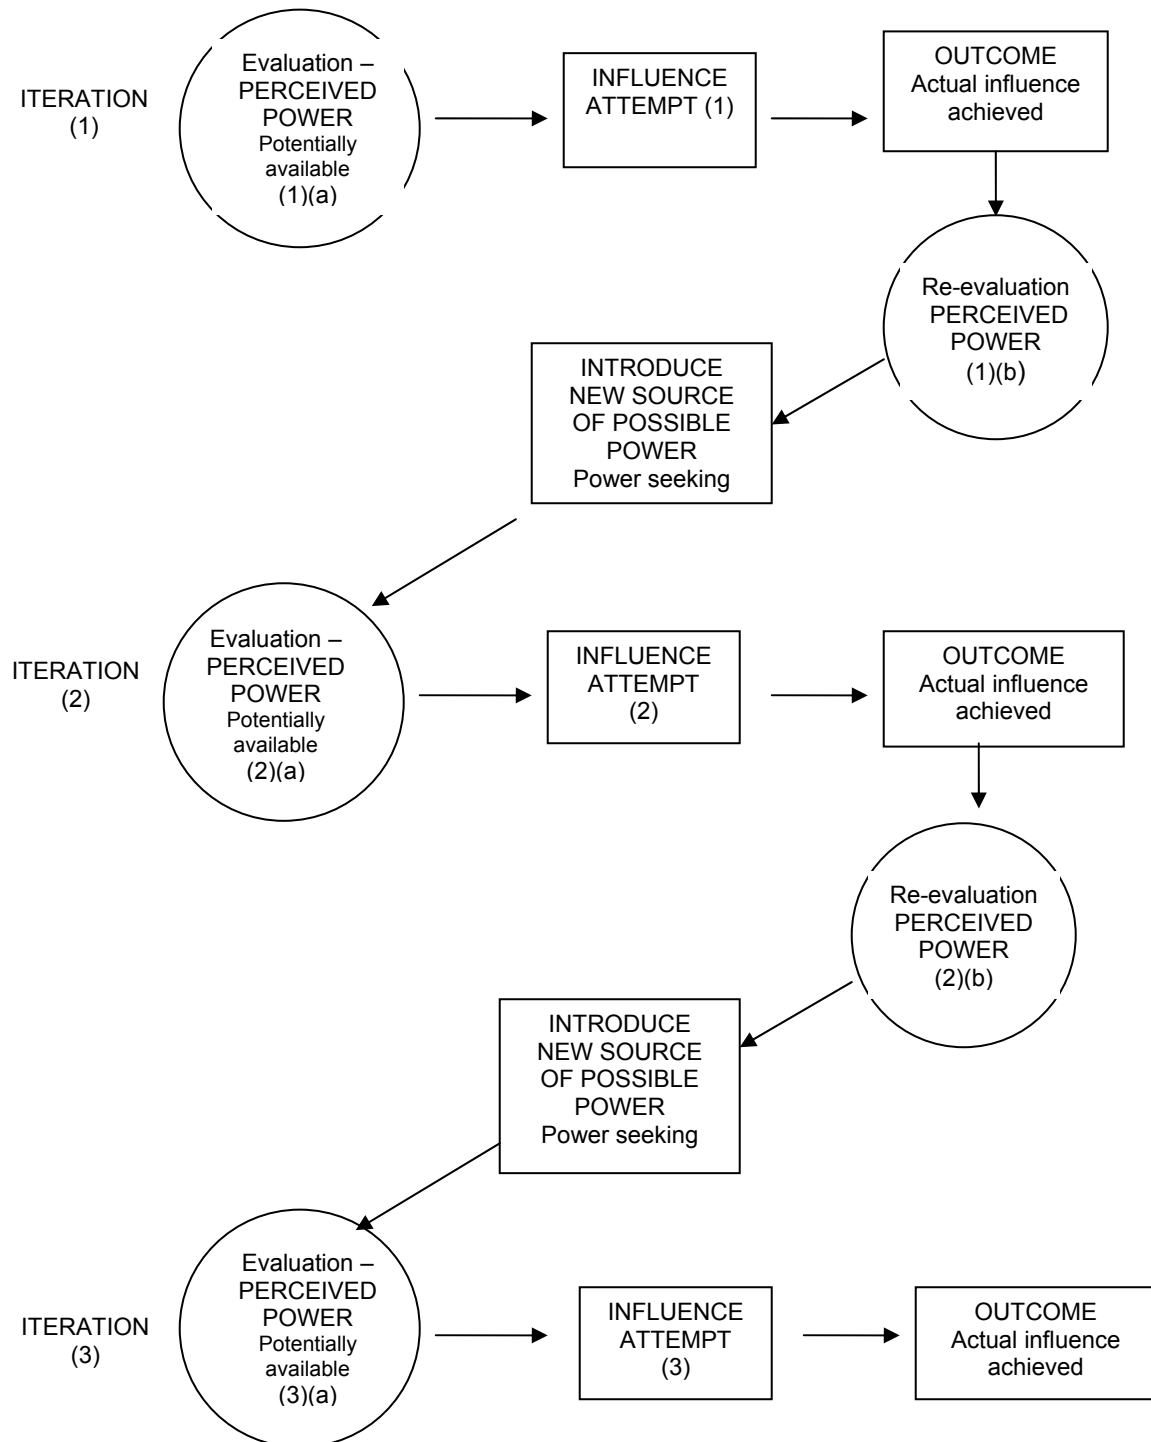 ITERATION
(1)
Evaluation –
PERCEIVED
POWER
Potentially
available
(1)(a)
INFLUENCE
ATTEMPT (1)
OUTCOME
Actual influence
achieved
Re-evaluation
PERCEIVED
POWER
(1)(b)
INTRODUCE
NEW SOURCE
OF POSSIBLE
POWER
Power seeking
ITERATION
(2)
Evaluation –
PERCEIVED
POWER
Potentially
available
(2)(a)
INFLUENCE
ATTEMPT
(2)
OUTCOME
Actual influence
achieved
Re-evaluation
PERCEIVED
POWER
(2)(b)
INTRODUCE
NEW SOURCE
OF POSSIBLE
POWER
Power seeking
ITERATION
(3)
Evaluation –
PERCEIVED
POWER
Potentially
available
(3)(a)
INFLUENCE
ATTEMPT
(3)
OUTCOME
Actual influence
achieved